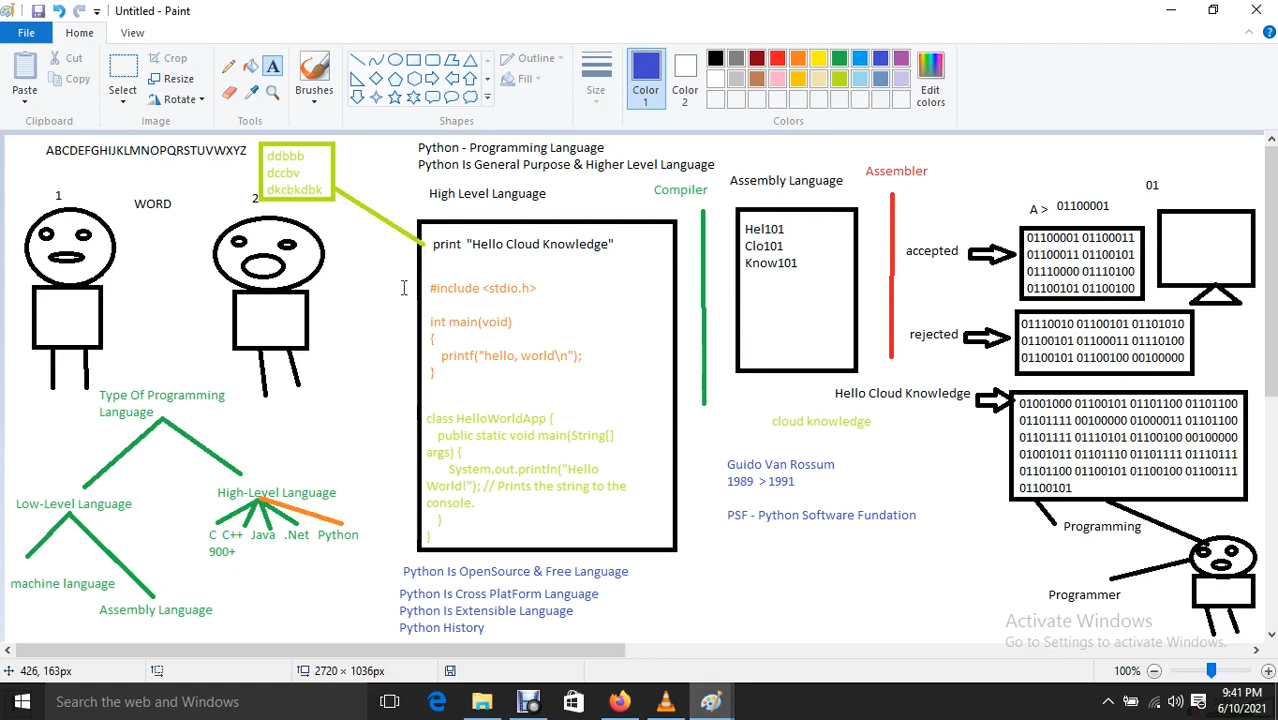 Untitled - Paint
File
Home
View
Paste
Cut
Copy
Clipboard
Select
Crop
Resize
Rotate
Image
Tools
Brushes
Outline
Fill
Shapes
Size
Color
1
Color
2
Edit
colors
Colors
ABCDEFGHIJKLMNOPQRSTUVWXYZ
1
WORD
2
ddbbb
dccbv
dkcbkdbk
Python - Programming Language
Python Is General Purpose & Higher Level Language
High Level Language
print "Hello Cloud Knowledge"
#include <stdio.h>
int main(void)
{
printf("hello, world\n");
}
class HelloWorldApp {
public static void main(String[]
args) {
System.out.println("Hello
World!"); // Prints the string to the
console.
}
}
Compiler
Assembly Language
Hel101
Clo101
Know101
Assembler
01
A > 01100001
accepted
01100001 01100011
01100011 01100101
01110000 01110100
01100101 01100100
rejected
01110010 01100101 01101010
01100101 01100011 01110100
01100101 01100100 00100000
Hello Cloud Knowledge
01001000 01100101 01101100 01101100
01101111 00100000 01000011 01101100
01101111 01110101 01100100 00100000
01001011 01101110 01101111 01110111
01101100 01100101 01100100 01100111
01100101
cloud knowledge
Guido Van Rossum
1989 > 1991
PSF - Python Software Fundation
Programming
Programmer
Type Of Programming
Language
Low-Level Language
High-Level Language
C C++ Java .Net Python
900+
machine language
Assembly Language
Python Is OpenSource & Free Language
Python Is Cross PlatForm Language
Python Is Extensible Language
Python History
Activate Windows
Go to Settings to activate Windows.
426, 163px
2720 × 1036px
100%
Search the web and Windows
9:41 PM
6/10/2021